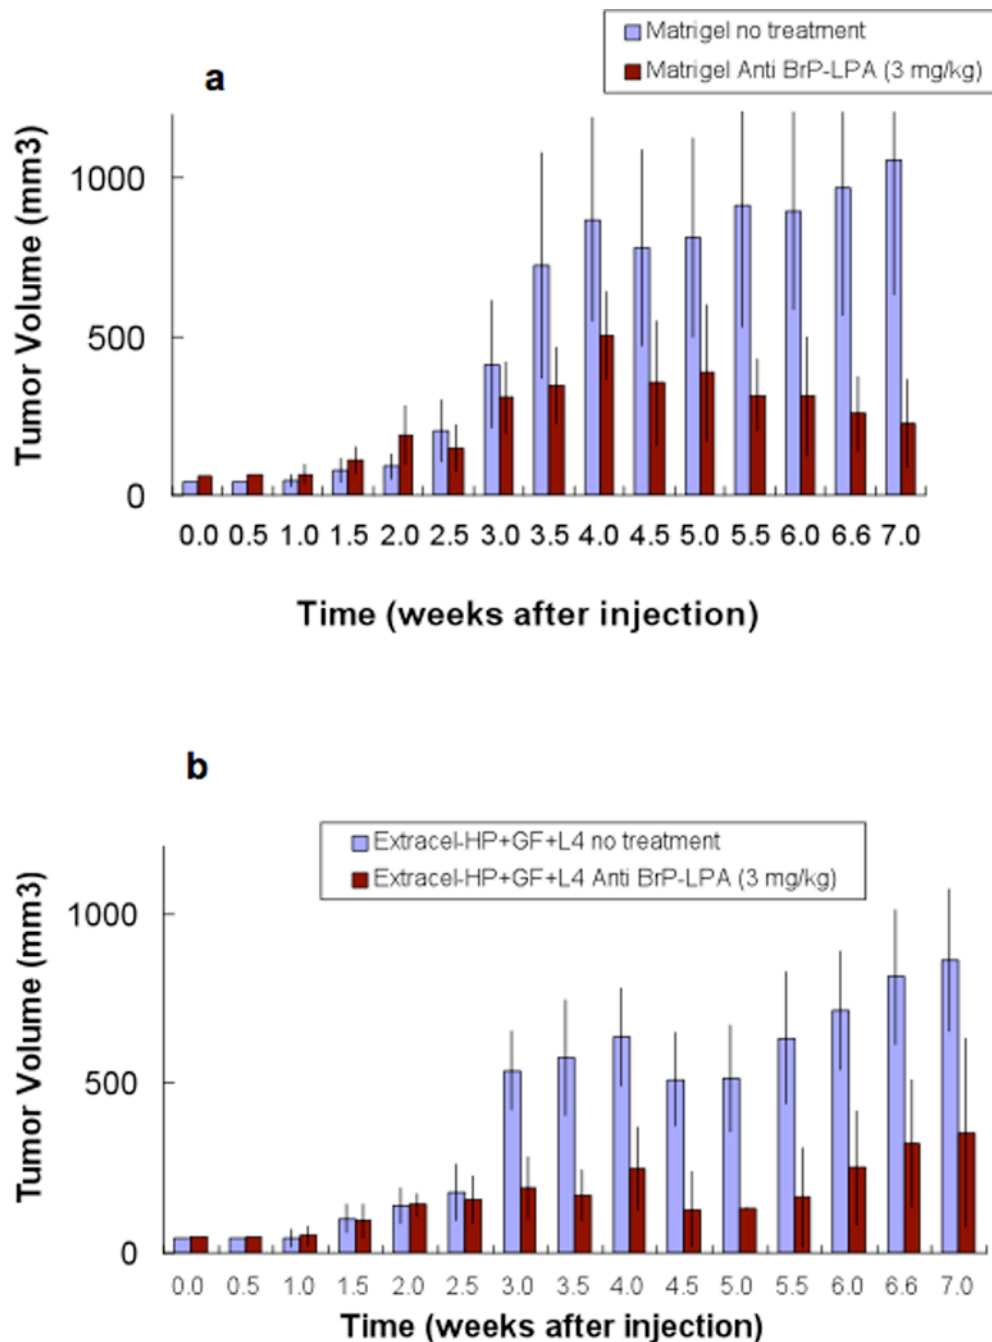 a
Matrigel no treatment
Matrigel Anti BrP-LPA (3 mg/kg)
Tumor Volume (mm3)
1000
500
0
0.0 0.5 1.0 1.5 2.0 2.5 3.0 3.5 4.0 4.5 5.0 5.5 6.0 6.6 7.0
Time (weeks after injection)
b
Extracel-HP+GF+L4 no treatment
Extracel-HP+GF+L4 Anti BrP-LPA (3 mg/kg)
Tumor Volume (mm3)
1000
500
0
0.0 0.5 1.0 1.5 2.0 2.5 3.0 3.5 4.0 4.5 5.0 5.5 6.0 6.6 7.0
Time (weeks after injection)